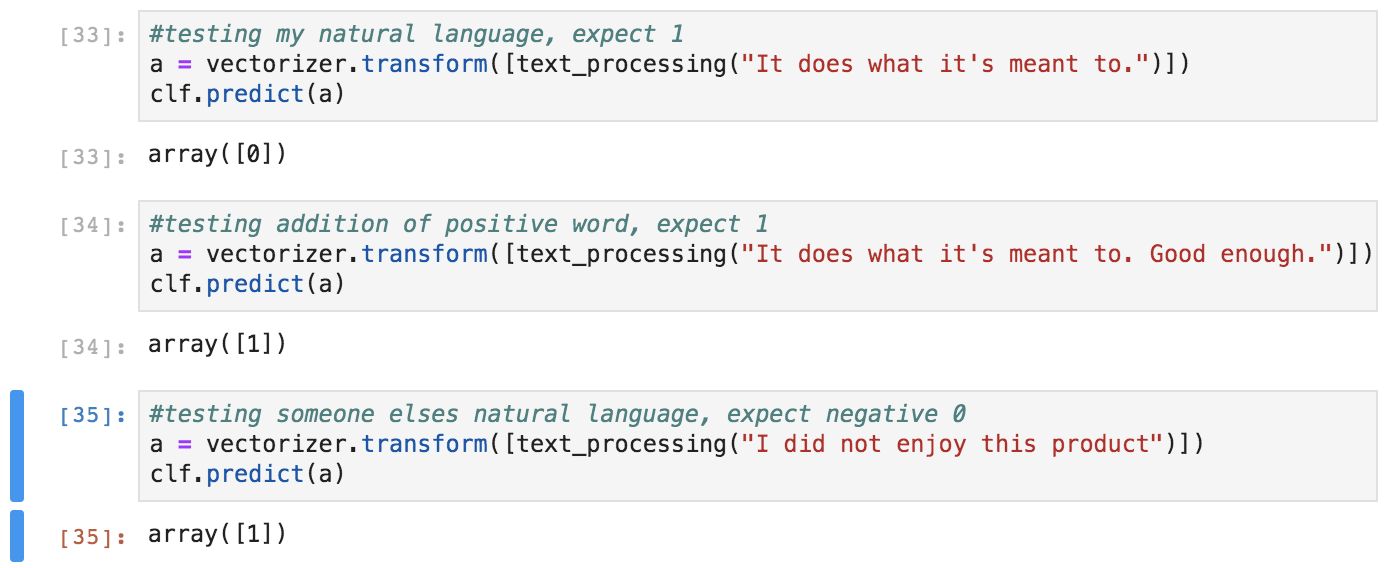 [33]: #testing my natural language, expect 1
a = vectorizer.transform([text_processing("It does what it's meant to.")])
clf.predict(a)
[33]: array([0])
[34]: #testing addition of positive word, expect 1
a = vectorizer.transform([text_processing("It does what it's meant to. Good enough.")])
clf.predict(a)
[34]: array([1])
[35]: #testing someone elses natural language, expect negative 0
a = vectorizer.transform([text_processing("I did not enjoy this product")])
clf.predict(a)
[35]: array([1])